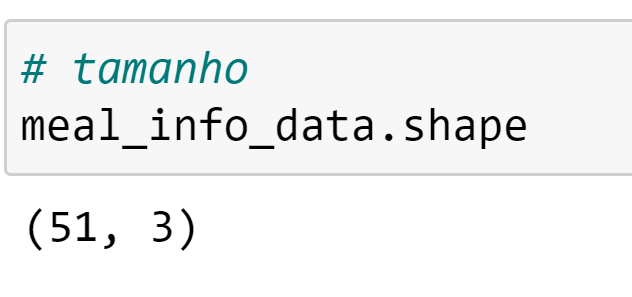 # tamanho
meal_info_data.shape
(51, 3)